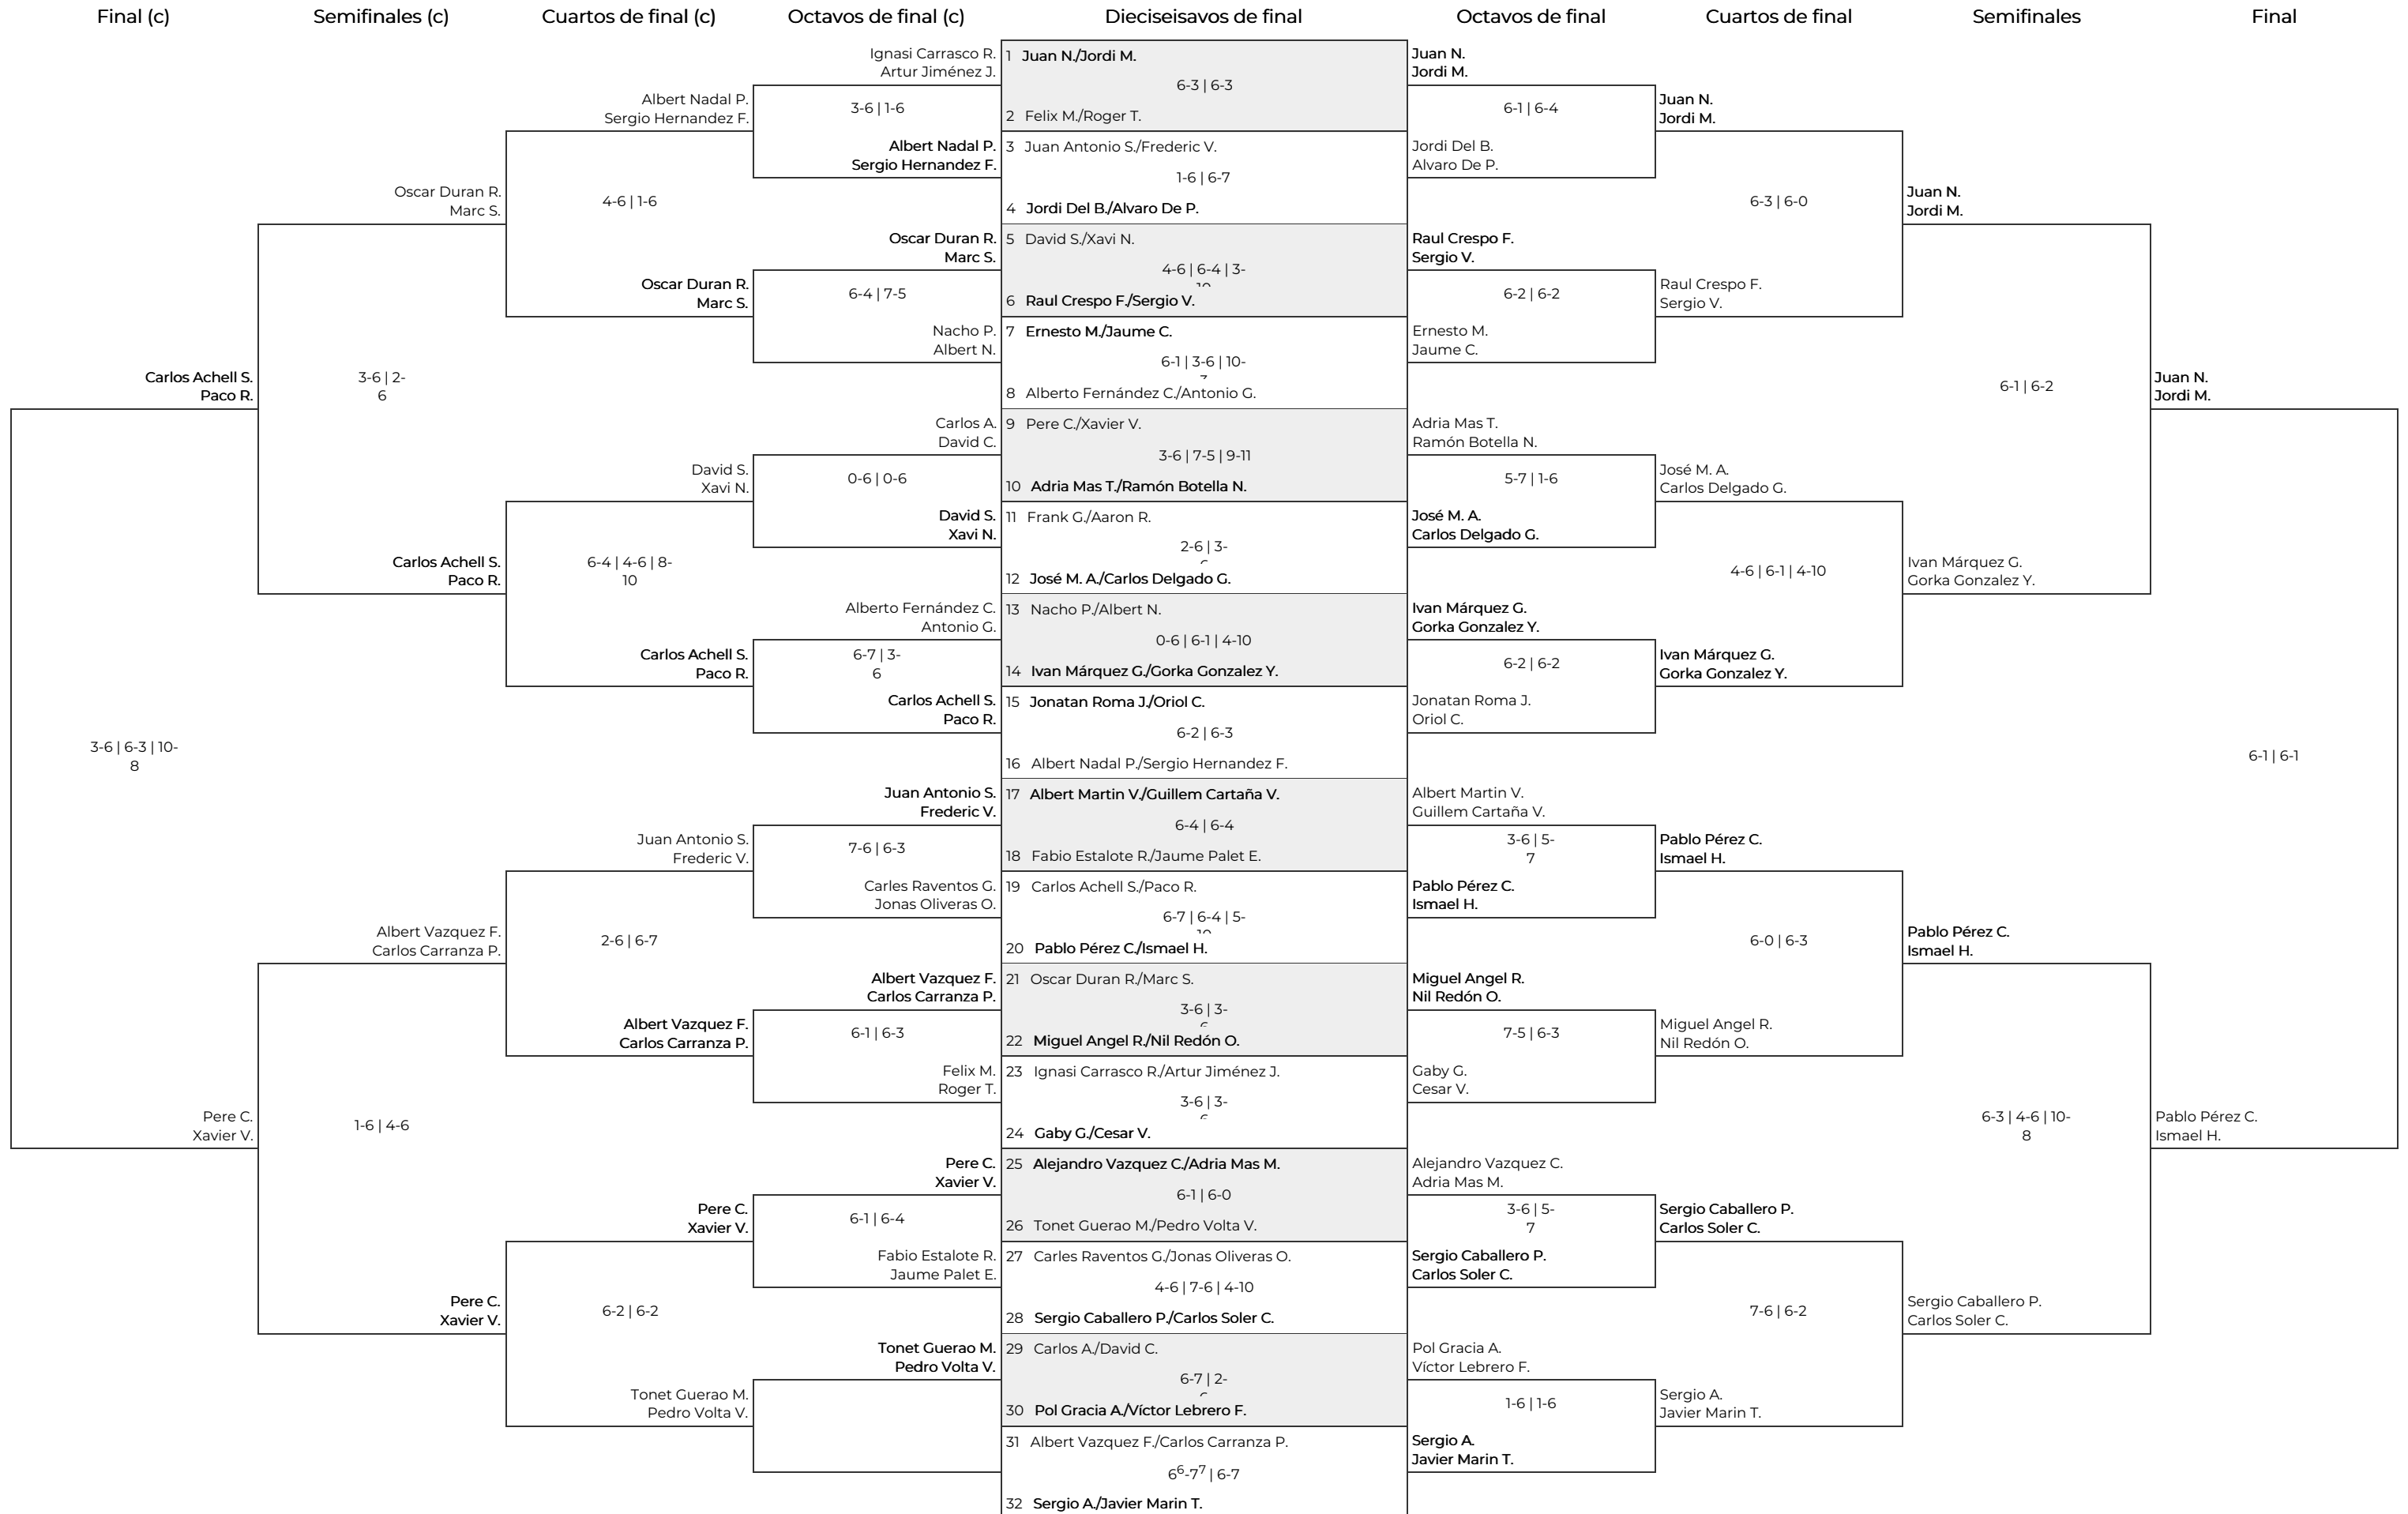 Final (c)
Semifinales (c)
Cuartos de final (c)
Octavos de final (c)
Dieciseisavos de final
Octavos de final
Cuartos de final
Semifinales
Final
Carlos Achell S.
Paco R.
3-6 | 6-3 | 10-
8
Pere C.
Xavier V.
Oscar Duran R.
Marc S.
3-6 | 2-
6
Carlos Achell S.
Paco R.
Albert Vazquez F.
Carlos Carranza P.
1-6 | 4-6
Pere C.
Xavier V.
Albert Nadal P.
Sergio Hernandez F.
4-6 | 1-6
Oscar Duran R.
Marc S.
David S.
Xavi N.
6-4 | 4-6 | 8-
10
Carlos Achell S.
Paco R.
Juan Antonio S.
Frederic V.
2-6 | 6-7
Albert Vazquez F.
Carlos Carranza P.
Pere C.
Xavier V.
6-2 | 6-2
Tonet Guerao M.
Pedro Volta V.
Ignasi Carrasco R.
Artur Jiménez J.
3-6 | 1-6
Albert Nadal P.
Sergio Hernandez F.
Oscar Duran R.
Marc S.
6-4 | 7-5
Nacho P.
Albert N.
Carlos A.
David C.
0-6 | 0-6
David S.
Xavi N.
Alberto Fernández C.
Antonio G.
6-7 | 3-
6
Carlos Achell S.
Paco R.
Juan Antonio S.
Frederic V.
7-6 | 6-3
Carles Raventos G.
Jonas Oliveras O.
Albert Vazquez F.
Carlos Carranza P.
6-1 | 6-3
Felix M.
Roger T.
Pere C.
Xavier V.
6-1 | 6-4
Fabio Estalote R.
Jaume Palet E.
Tonet Guerao M.
Pedro Volta V.
1 Juan N./Jordi M.
6-3 | 6-3
2 Felix M./Roger T.
3 Juan Antonio S./Frederic V.
1-6 | 6-7
4 Jordi Del B./Alvaro De P.
5 David S./Xavi N.
4-6 | 6-4 | 3-
6 Raul Crespo F./Sergio V.
7 Ernesto M./Jaume C.
6-1 | 3-6 | 10-
8 Alberto Fernández C./Antonio G.
9 Pere C./Xavier V.
3-6 | 7-5 | 9-11
10 Adria Mas T./Ramón Botella N.
11 Frank G./Aaron R.
2-6 | 3-
12 José M. A./Carlos Delgado G.
13 Nacho P./Albert N.
0-6 | 6-1 | 4-10
14 Ivan Márquez G./Gorka Gonzalez Y.
15 Jonatan Roma J./Oriol C.
6-2 | 6-3
16 Albert Nadal P./Sergio Hernandez F.
17 Albert Martin V./Guillem Cartaña V.
6-4 | 6-4
18 Fabio Estalote R./Jaume Palet E.
19 Carlos Achell S./Paco R.
6-7 | 6-4 | 5-
20 Pablo Pérez C./Ismael H.
21 Oscar Duran R./Marc S.
3-6 | 3-
22 Miguel Angel R./Nil Redón O.
23 Ignasi Carrasco R./Artur Jiménez J.
3-6 | 3-
24 Gaby G./Cesar V.
25 Alejandro Vazquez C./Adria Mas M.
6-1 | 6-0
26 Tonet Guerao M./Pedro Volta V.
27 Carles Raventos G./Jonas Oliveras O.
4-6 | 7-6 | 4-10
28 Sergio Caballero P./Carlos Soler C.
29 Carlos A./David C.
6-7 | 2-
30 Pol Gracia A./Víctor Lebrero F.
31 Albert Vazquez F./Carlos Carranza P.
6⁶-7⁷ | 6-7
32 Sergio A./Javier Marin T.
Juan N.
Jordi M.
6-1 | 6-4
Jordi Del B.
Alvaro De P.
Raul Crespo F.
Sergio V.
6-2 | 6-2
Ernesto M.
Jaume C.
Adria Mas T.
Ramón Botella N.
5-7 | 1-6
José M. A.
Carlos Delgado G.
Ivan Márquez G.
Gorka Gonzalez Y.
6-2 | 6-2
Jonatan Roma J.
Oriol C.
Albert Martin V.
Guillem Cartaña V.
3-6 | 5-
7
Pablo Pérez C.
Ismael H.
Miguel Angel R.
Nil Redón O.
7-5 | 6-3
Gaby G.
Cesar V.
Alejandro Vazquez C.
Adria Mas M.
3-6 | 5-
7
Sergio Caballero P.
Carlos Soler C.
Pol Gracia A.
Víctor Lebrero F.
1-6 | 1-6
Sergio A.
Javier Marin T.
Juan N.
Jordi M.
6-3 | 6-0
Raul Crespo F.
Sergio V.
José M. A.
Carlos Delgado G.
4-6 | 6-1 | 4-10
Ivan Márquez G.
Gorka Gonzalez Y.
Pablo Pérez C.
Ismael H.
6-0 | 6-3
Miguel Angel R.
Nil Redón O.
Sergio Caballero P.
Carlos Soler C.
7-6 | 6-2
Sergio A.
Javier Marin T.
Juan N.
Jordi M.
6-1 | 6-2
Ivan Márquez G.
Gorka Gonzalez Y.
Pablo Pérez C.
Ismael H.
6-3 | 4-6 | 10-
8
Sergio Caballero P.
Carlos Soler C.
Juan N.
Jordi M.
6-1 | 6-1
Pablo Pérez C.
Ismael H.